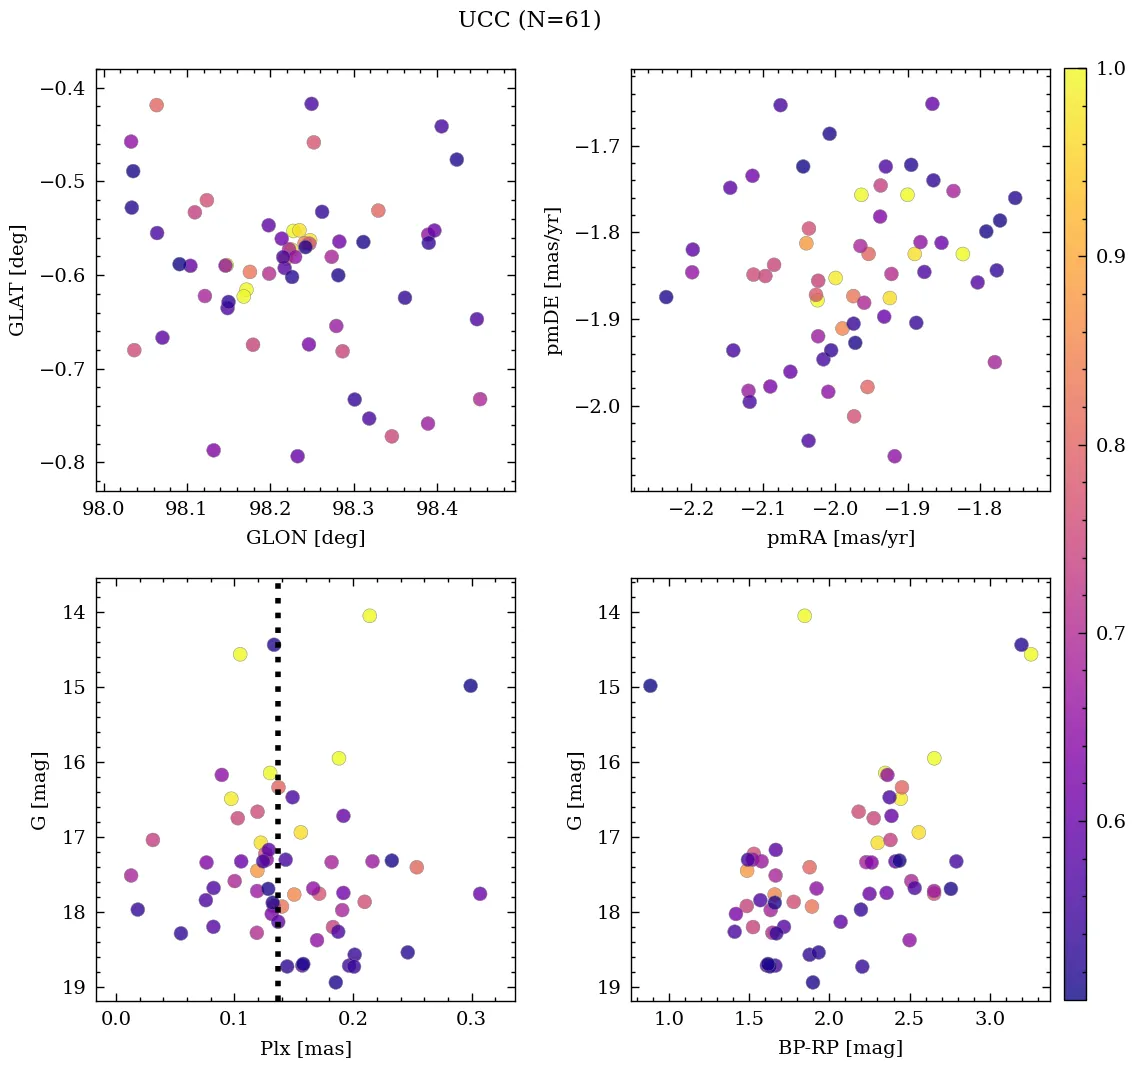 UCC (N=61)
−0.4
−0.5
−0.6
−0.7
−0.8
GLAT [deg]
98.0 98.1 98.2 98.3 98.4
GLON [deg]
−1.7
−1.8
−1.9
−2.0
pmDE [mas/yr]
−2.2 −2.1 −2.0 −1.9 −1.8
pmRA [mas/yr]
1.0
0.9
0.8
0.7
0.6
14
15
16
17
18
19
G [mag]
0.0 0.1 0.2 0.3
Plx [mas]
14
15
16
17
18
19
G [mag]
1.0 1.5 2.0 2.5 3.0
BP-RP [mag]